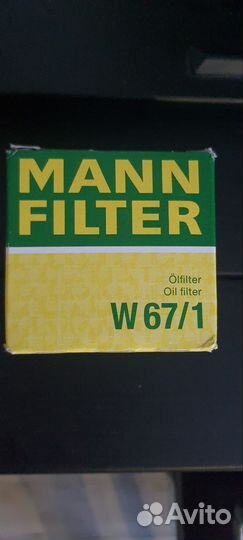 MANN
FILTER
Ölfilter
Oil filter
W 67/1
Avito